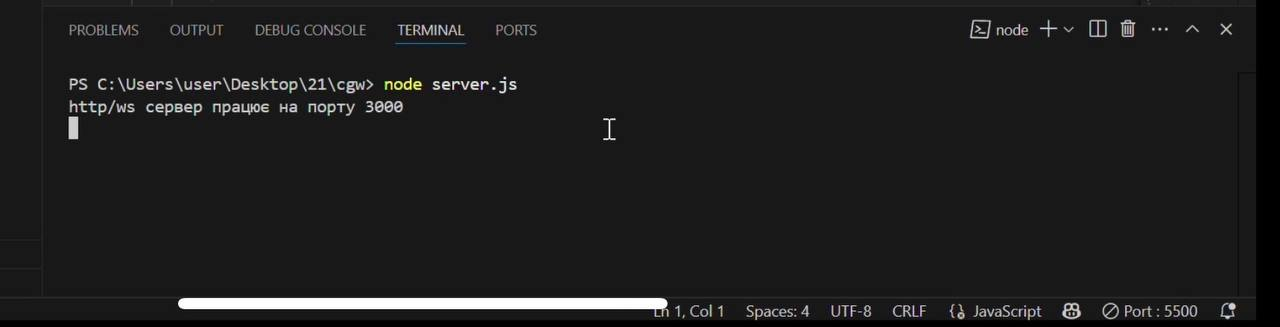 PROBLEMS OUTPUT DEBUG CONSOLE TERMINAL PORTS node
PS C:\Users\user\Desktop\21\cgw> node server.js
http/ws сервер працює на порту 3000
Ln 1, Col 1 Spaces: 4 UTF-8 CRLF {} JavaScript Port : 5500